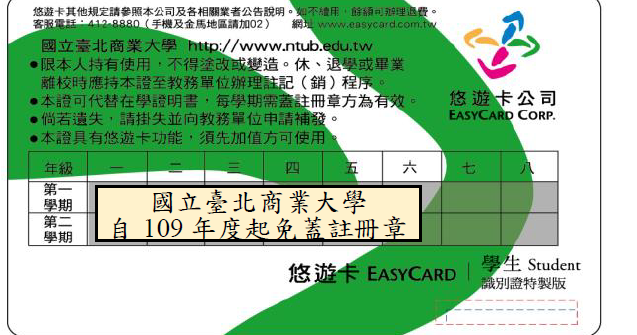 悠遊卡其他規定請參照本公司及各相關業者公告說明。如不續用，餘額可辦理退費。
客服電話：412-8880（手機及金馬地區請加02） 網址 www.easycard.com.tw
國立臺北商業大學 http://www.ntub.edu.tw
●限本人持有使用，不得塗改或變造。休、退學或畢業
離校時應持本證至教務單位辦理註記（銷）程序。
●本證可代替在學證明書，每學期需蓋註冊章方為有效。
●倘若遺失，請掛失並向教務單位申請補發。
●本證具有悠遊卡功能，須先加值方可使用。
悠遊卡公司
EASYCARD CORP.
年級 一 二 三 四 五 六 七 八
第一
學期
第二
學期
國立臺北商業大學
自 109 年度起免蓋註冊章
悠遊卡 EASYCARD
學生 Student
識別證特製版